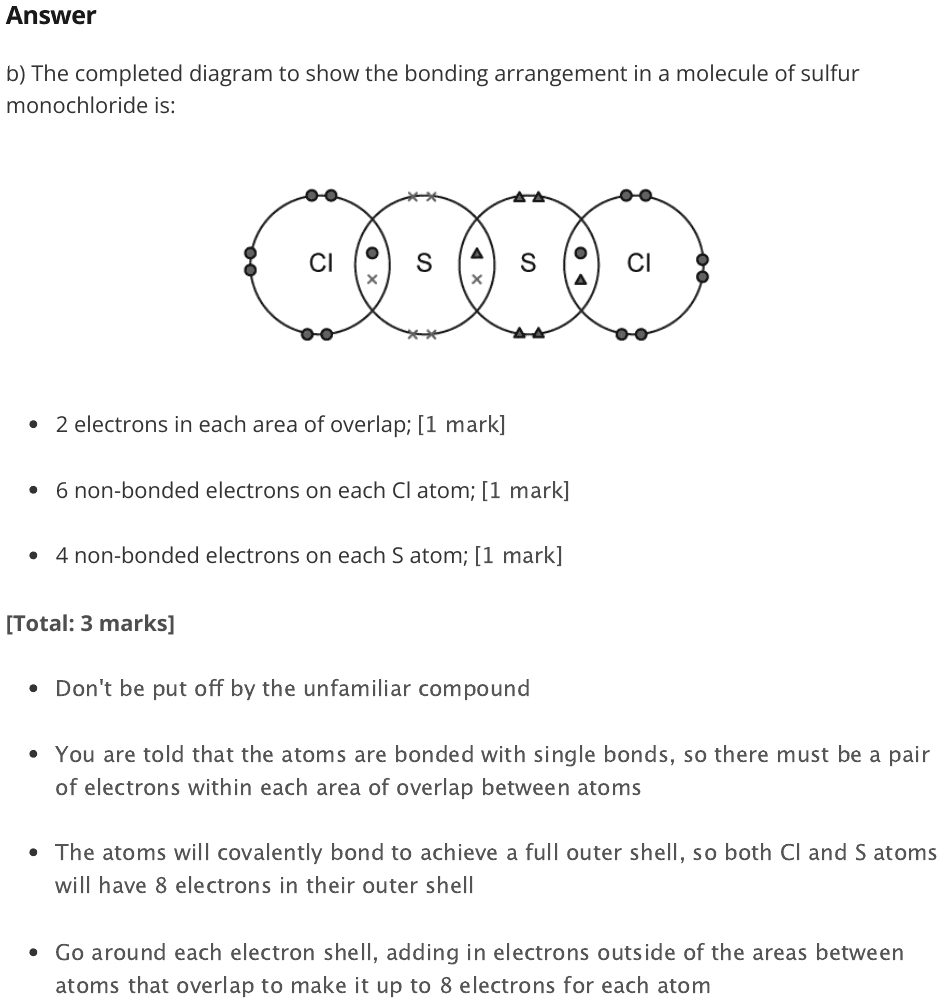 Answer
b) The completed diagram to show the bonding arrangement in a molecule of sulfur
monochloride is:
Cl S S Cl
• 2 electrons in each area of overlap; [1 mark]
• 6 non-bonded electrons on each Cl atom; [1 mark]
• 4 non-bonded electrons on each S atom; [1 mark]
[Total: 3 marks]
• Don't be put off by the unfamiliar compound
• You are told that the atoms are bonded with single bonds, so there must be a pair
of electrons within each area of overlap between atoms
• The atoms will covalently bond to achieve a full outer shell, so both Cl and S atoms
will have 8 electrons in their outer shell
• Go around each electron shell, adding in electrons outside of the areas between
atoms that overlap to make it up to 8 electrons for each atom